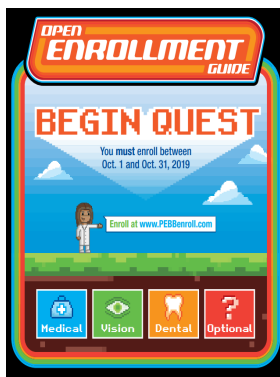 OPEN
ENROLLMENT
GUIDE
BEGIN QUEST
You must enroll between
Oct. 1 and Oct. 31, 2019
Enroll at www.PEBBenroll.com
Medical
Vision
Dental
?
Optional